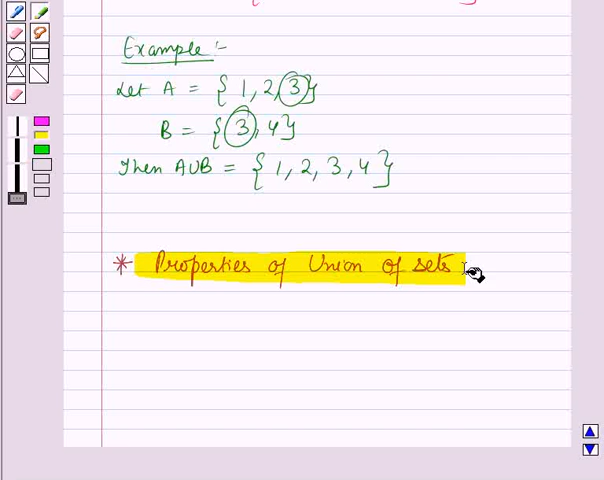 Example :-
Let A = { 1, 2, 3 }
B = { 3, 4 }
Then A∪B = { 1, 2, 3, 4 }
* Properties of Union of sets :